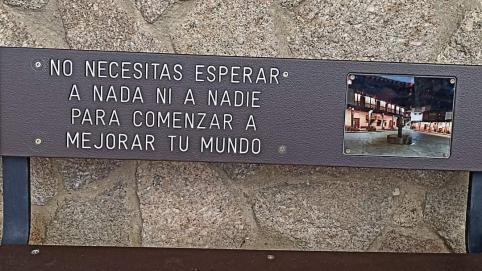 NO NECESITAS ESPERAR
A NADA NI A NADIE
PARA COMENZAR A
MEJORAR TU MUNDO